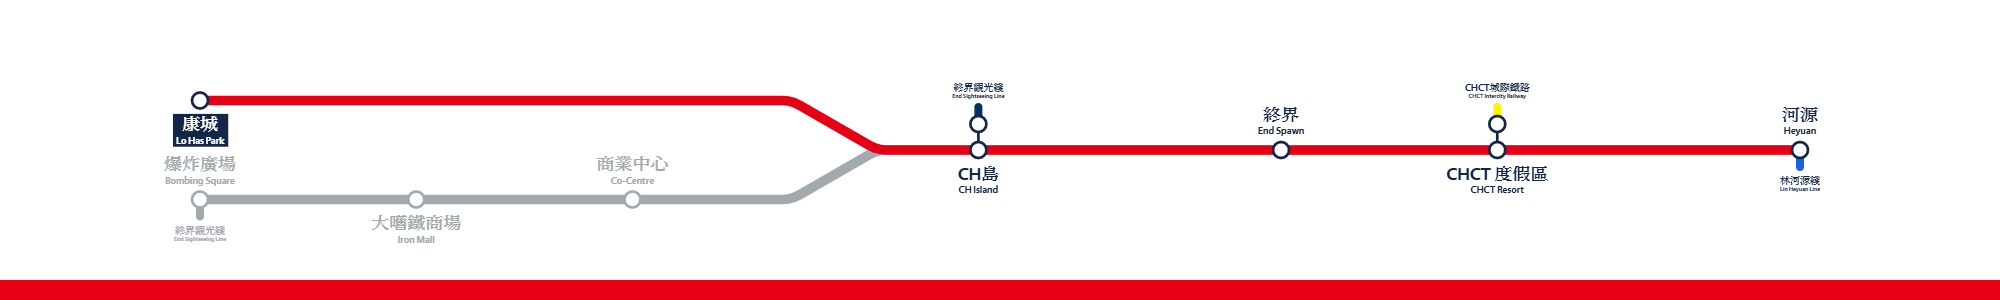 康城
Lo Has Park
爆炸廣場
Bombing Square
終界觀光綫
End Sightseeing Line
大嚿鐵商場
Iron Mall
商業中心
Co-Centre
終界觀光綫
End Sightseeing Line
CH島
CH Island
終界
End Spawn
CHCT城際鐵路
CHCT Intercity Railway
CHCT 度假區
CHCT Resort
河源
Heyuan
林河源綫
Lin Heyuan Line